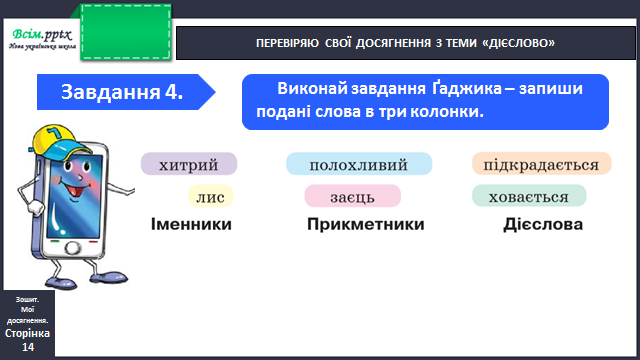 Всім.pptx
Нова українська школа
ПЕРЕВІРЯЮ СВОЇ ДОСЯГНЕННЯ З ТЕМИ «ДІЄСЛОВО»
Завдання 4.
Виконай завдання Ґаджика – запиши
подані слова в три колонки.
хитрий полохливий підкрадається
лис заєць ховається
Іменники Прикметники Дієслова
Зошит.
Мої
досягнення.
Сторінка
14